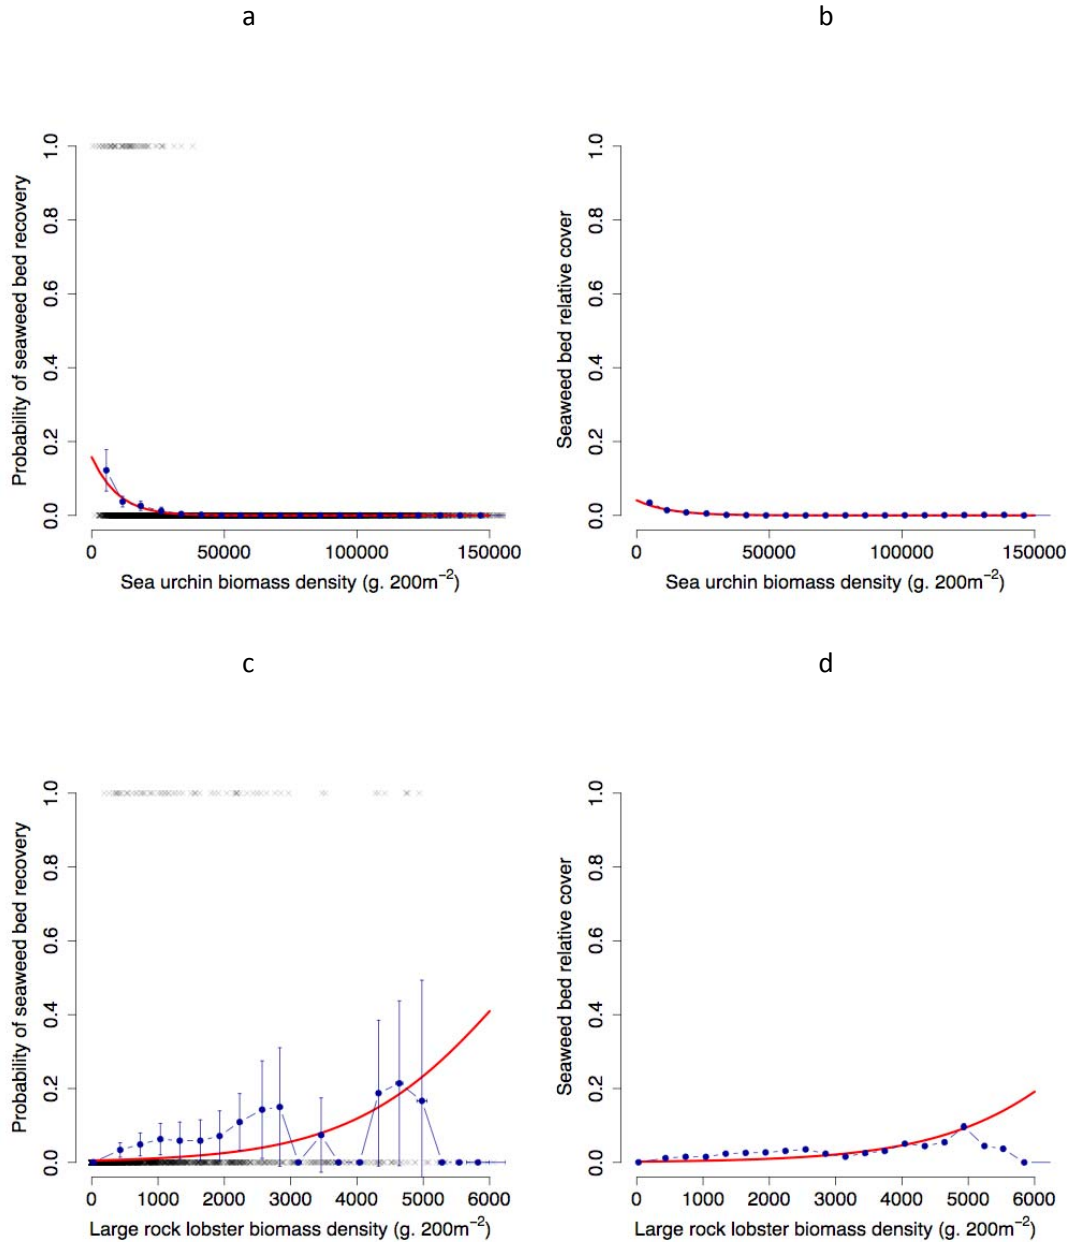 a
b
Probability of seaweed bed recovery
0.0 0.2 0.4 0.6 0.8 1.0
0 50000 100000 150000
Sea urchin biomass density (g. 200m⁻²)
Seaweed bed relative cover
0.0 0.2 0.4 0.6 0.8 1.0
0 50000 100000 150000
Sea urchin biomass density (g. 200m⁻²)
c
d
Probability of seaweed bed recovery
0.0 0.2 0.4 0.6 0.8 1.0
0 1000 2000 3000 4000 5000 6000
Large rock lobster biomass density (g. 200m⁻²)
Seaweed bed relative cover
0.0 0.2 0.4 0.6 0.8 1.0
0 1000 2000 3000 4000 5000 6000
Large rock lobster biomass density (g. 200m⁻²)